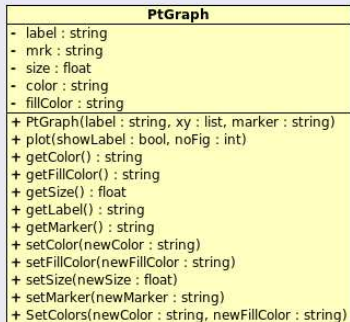 PtGraph
- label : string
- mrk : string
- size : float
- color : string
- fillColor : string
+ PtGraph(label : string, xy : list, marker : string)
+ plot(showLabel : bool, noFig : int)
+ getColor() : string
+ getFillColor() : string
+ getSize() : float
+ getLabel() : string
+ getMarker() : string
+ setColor(newColor : string)
+ setFillColor(newFillColor : string)
+ setSize(newSize : float)
+ setMarker(newMarker : string)
+ SetColors(newColor : string, newFillColor : string)